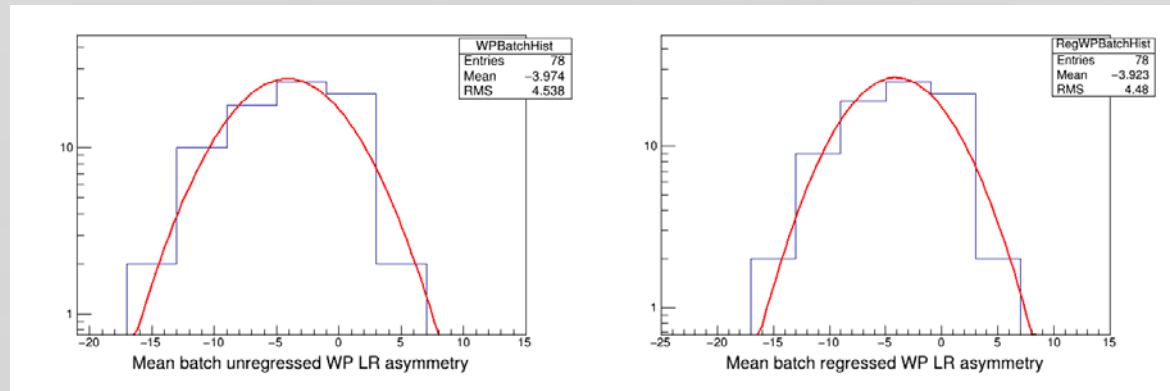 WPBatchHist
Entries 78
Mean −3.974
RMS 4.538
10
1
−20 −15 −10 −5 0 5 10 15
Mean batch unregressed WP LR asymmetry
RegWPBatchHist
Entries 78
Mean −3.923
RMS 4.48
10
1
−25 −20 −15 −10 −5 0 5 10 15
Mean batch regressed WP LR asymmetry